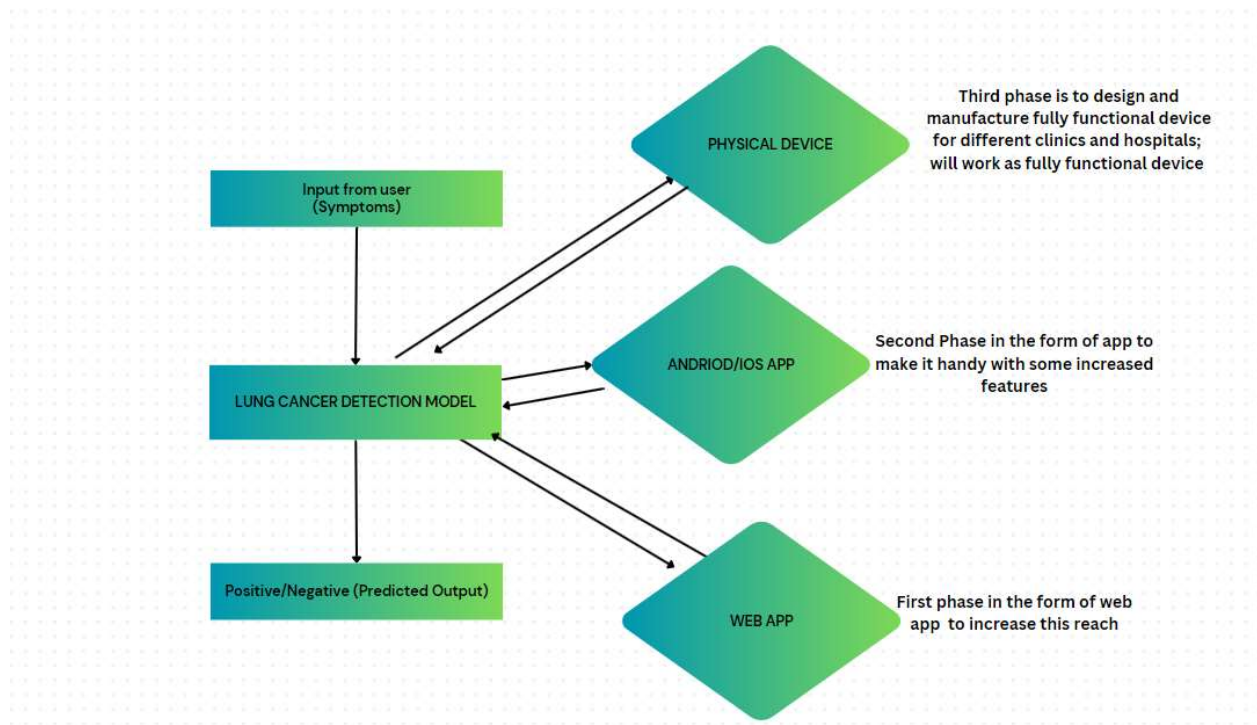 PHYSICAL DEVICE
Third phase is to design and
manufacture fully functional device
for different clinics and hospitals;
will work as fully functional device
Input from user
(Symptoms)
ANDRIOD/IOS APP
Second Phase in the form of app to
make it handy with some increased
features
LUNG CANCER DETECTION MODEL
Positive/Negative (Predicted Output)
WEB APP
First phase in the form of web
app to increase this reach